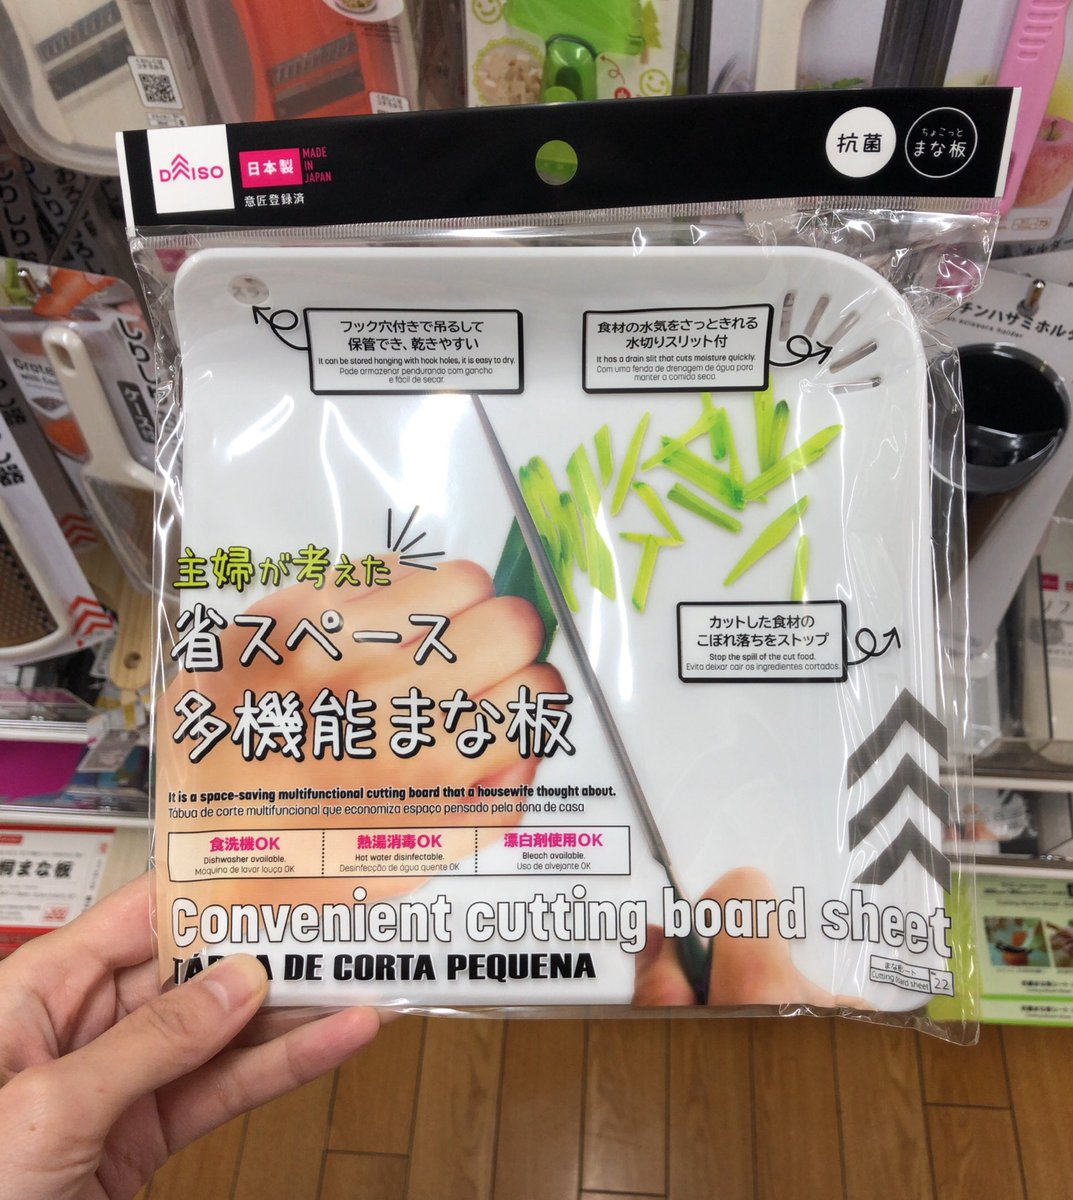 DAISO
日本製
MADE
IN
JAPAN
意匠登録済
抗菌
ちょこっと
まな板
フック穴付きで吊るして
保管でき、乾きやすい
It can be stored hanging with hook holes, it is easy to dry.
Pode armazenar pendurando com gancho
e fácil de secar.
食材の水気をさっときれる
水切りスリット付
It has a drain slit that cuts moisture quickly.
Com uma fenda de drenagem de água para
manter a comida seca.
カットした食材の
こぼれ落ちをストップ
Stop the spill of the cut food.
Evita deixar cair os ingredientes cortados.
主婦が考えた
省スペース
多機能まな板
It is a space-saving multifunctional cutting board that a housewife thought about.
Tábua de corte multifuncional que economiza espaço pensado pela dona de casa
食洗機OK
Dishwasher available.
Máquina de lavar louça OK
熱湯消毒OK
Hot water disinfectable.
Desinfecção de água quente OK
漂白剤使用OK
Bleach available.
Uso de alvejante OK
Convenient cutting board sheet
TÁBUA DE CORTA PEQUENA
まな板シート
Cutting board sheet
No.
22
桐まな板